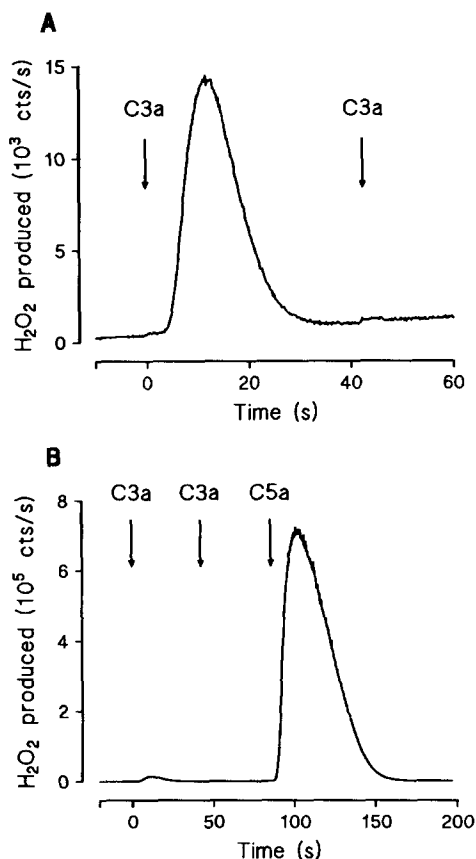 A
H₂O₂ produced (10³ cts/s)
15
10
5
0
C3a
C3a
0
20
40
60
Time (s)
B
H₂O₂ produced (10⁵ cts/s)
8
6
4
2
0
C3a
C3a
C5a
0
50
100
150
200
Time (s)